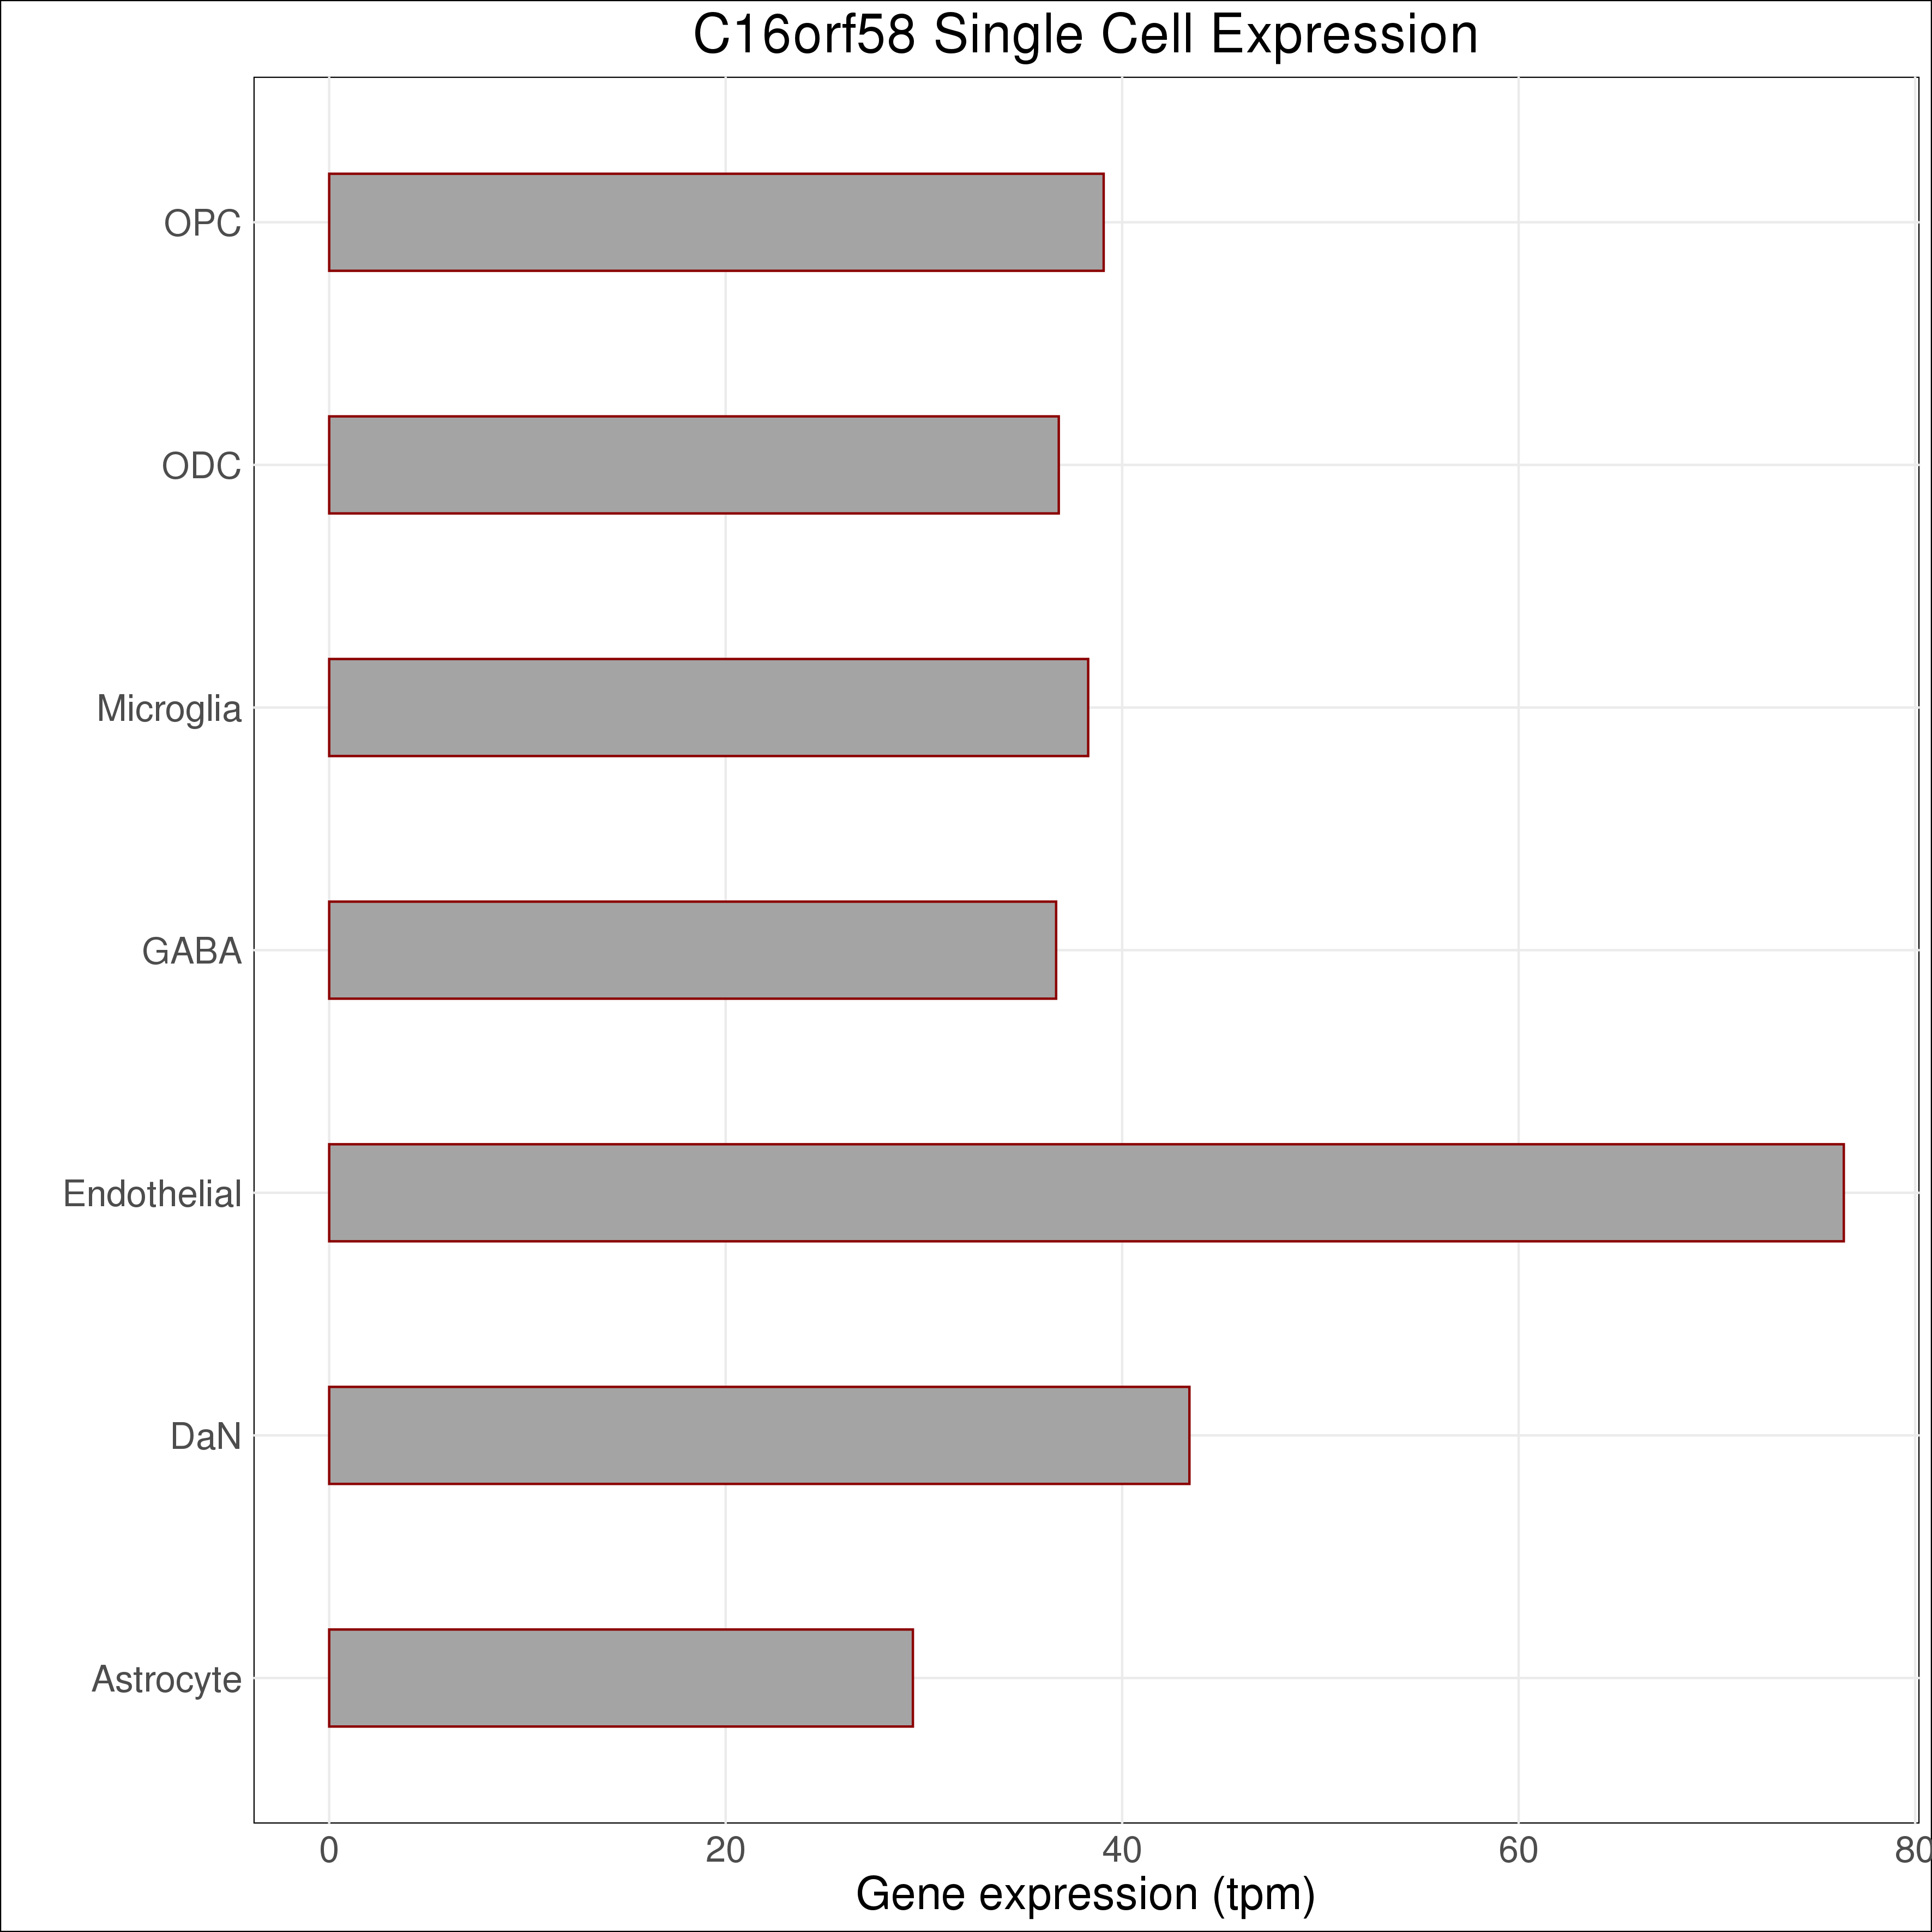 C16orf58 Single Cell Expression
OPC
ODC
Microglia
GABA
Endothelial
DaN
Astrocyte
0 20 40 60 80
Gene expression (tpm)